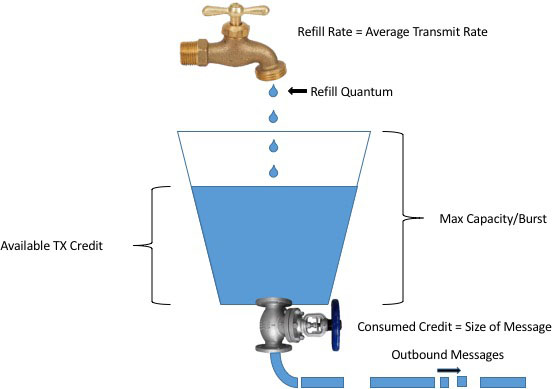 Refill Rate = Average Transmit Rate
Refill Quantum
Max Capacity/Burst
Available TX Credit
Consumed Credit = Size of Message
Outbound Messages